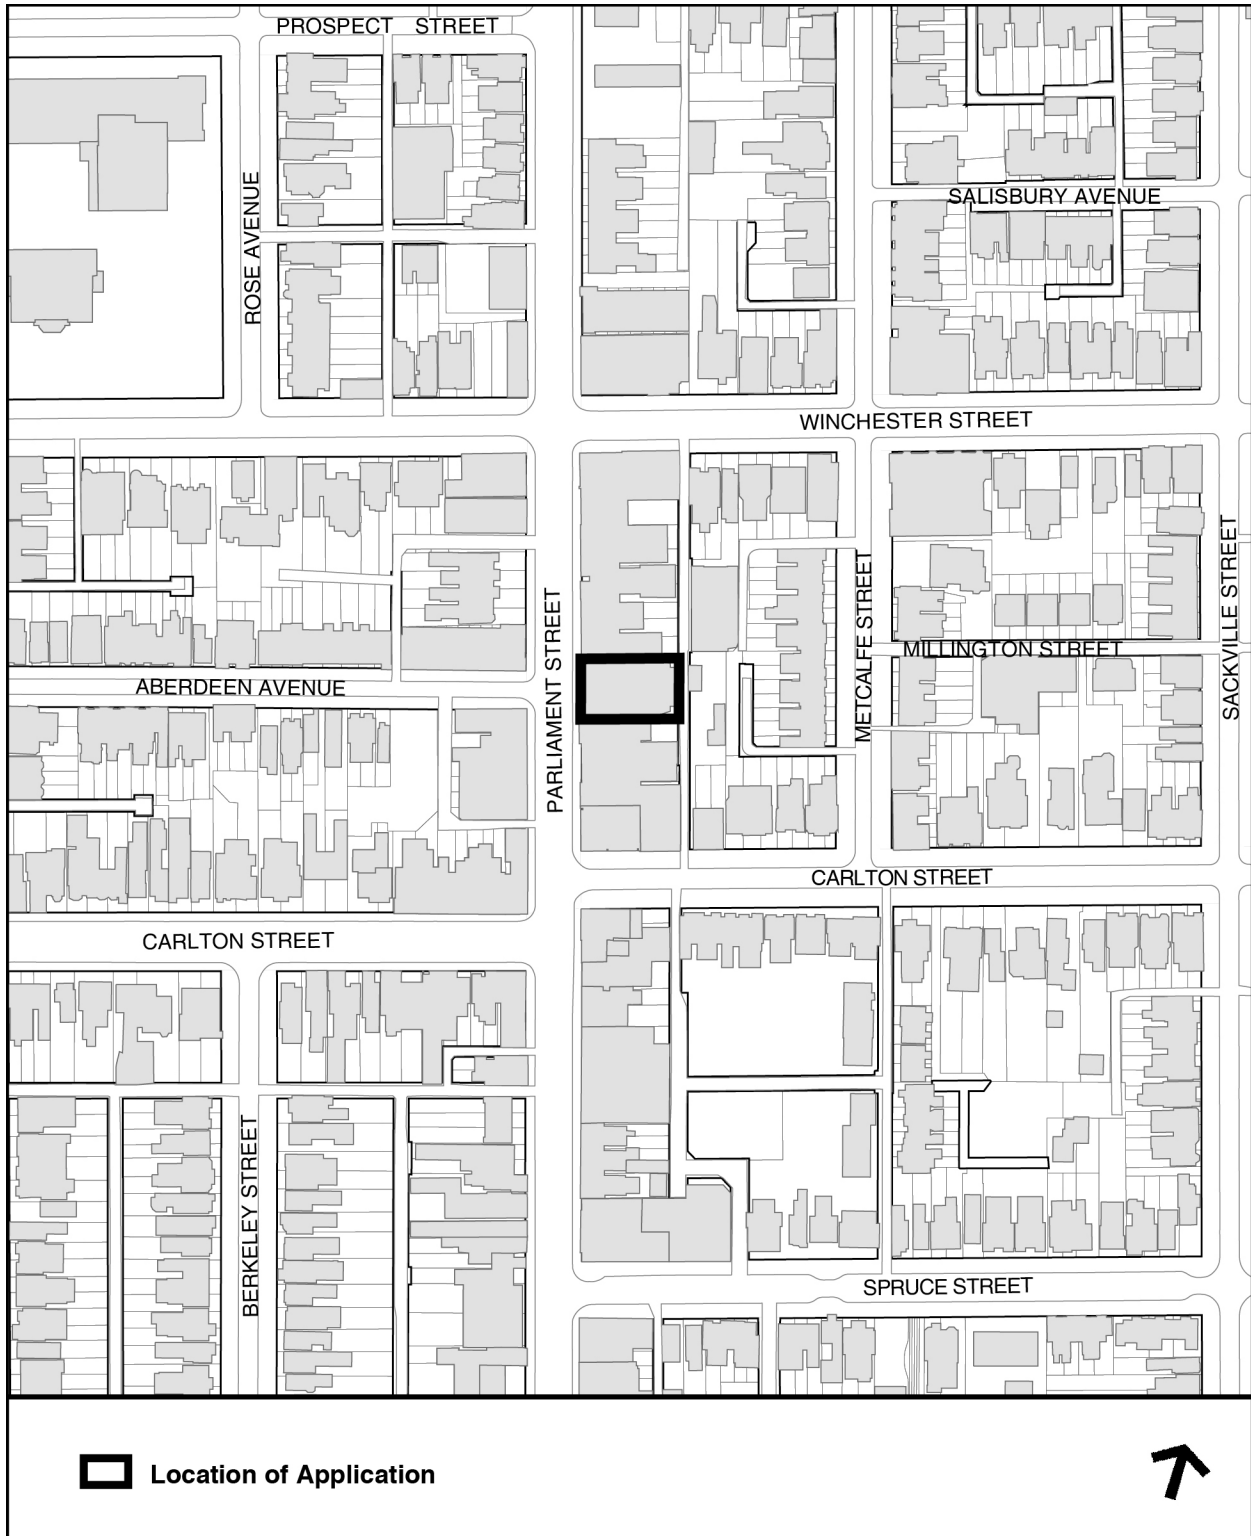 PROSPECT STREET
SALISBURY AVENUE
ROSE AVENUE
WINCHESTER STREET
SACKVILLE STREET
METCALFE STREET
MILLINGTON STREET
PARLIAMENT STREET
ABERDEEN AVENUE
CARLTON STREET
CARLTON STREET
BERKELEY STREET
SPRUCE STREET
Location of Application